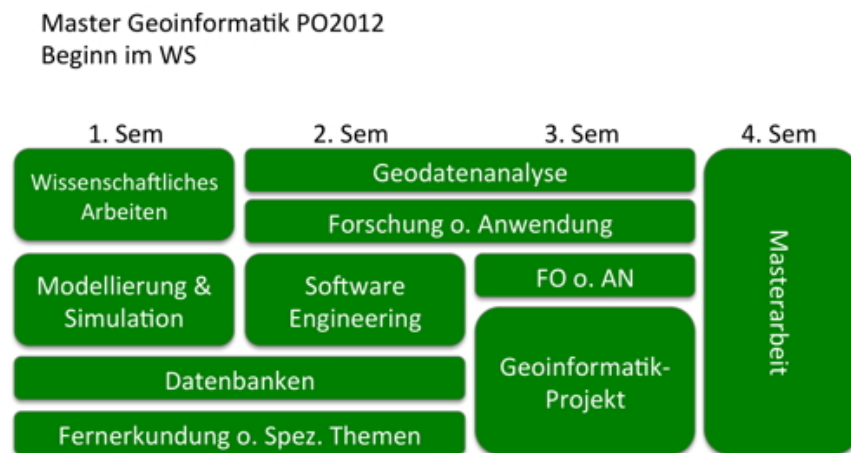 Master Geoinformatik PO2012
Beginn im WS
1. Sem
2. Sem
3. Sem
4. Sem
Wissenschaftliches
Arbeiten
Geodatenanalyse
Forschung o. Anwendung
Modellierung &
Simulation
Software
Engineering
FO o. AN
Geoinformatik-
Projekt
Datenbanken
Fernerkundung o. Spez. Themen
Masterarbeit